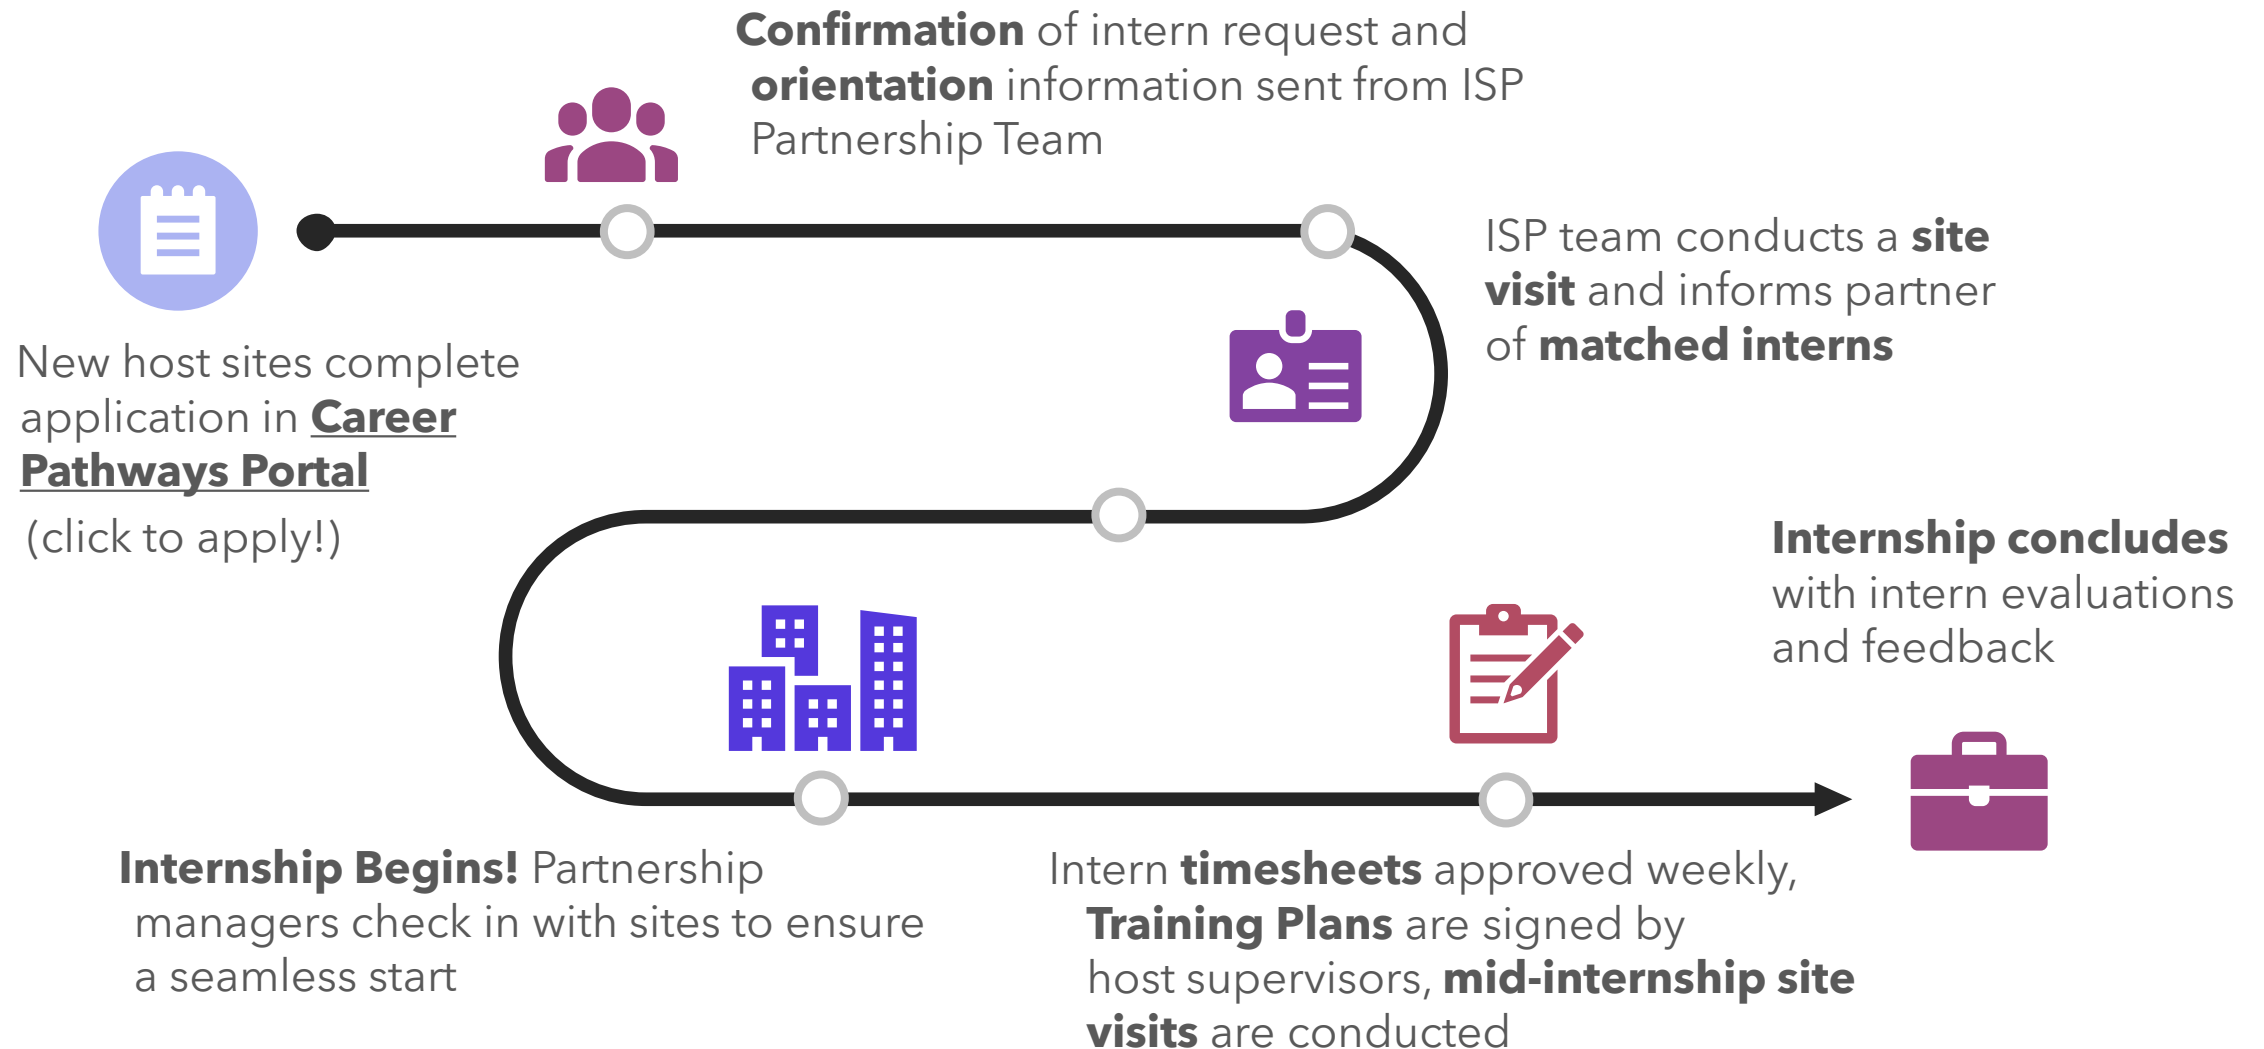 New host sites complete
application in Career
Pathways Portal
(click to apply!)
Confirmation of intern request and
orientation information sent from ISP
Partnership Team
ISP team conducts a site
visit and informs partner
of matched interns
Internship Begins! Partnership
managers check in with sites to ensure
a seamless start
Intern timesheets approved weekly,
Training Plans are signed by
host supervisors, mid-internship site
visits are conducted
Internship concludes
with intern evaluations
and feedback